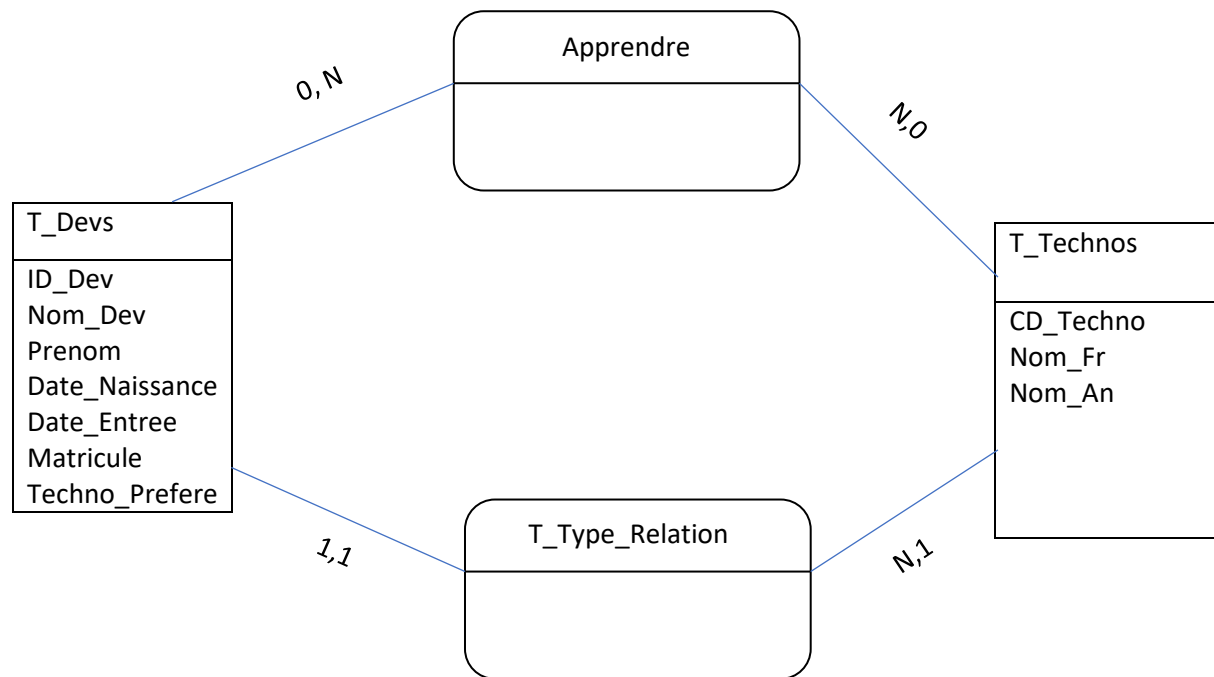 Apprendre
0, N
N,0
T_Devs
ID_Dev
Nom_Dev
Prenom
Date_Naissance
Date_Entree
Matricule
Techno_Prefere
T_Technos
CD_Techno
Nom_Fr
Nom_An
T_Type_Relation
1,1
N,1